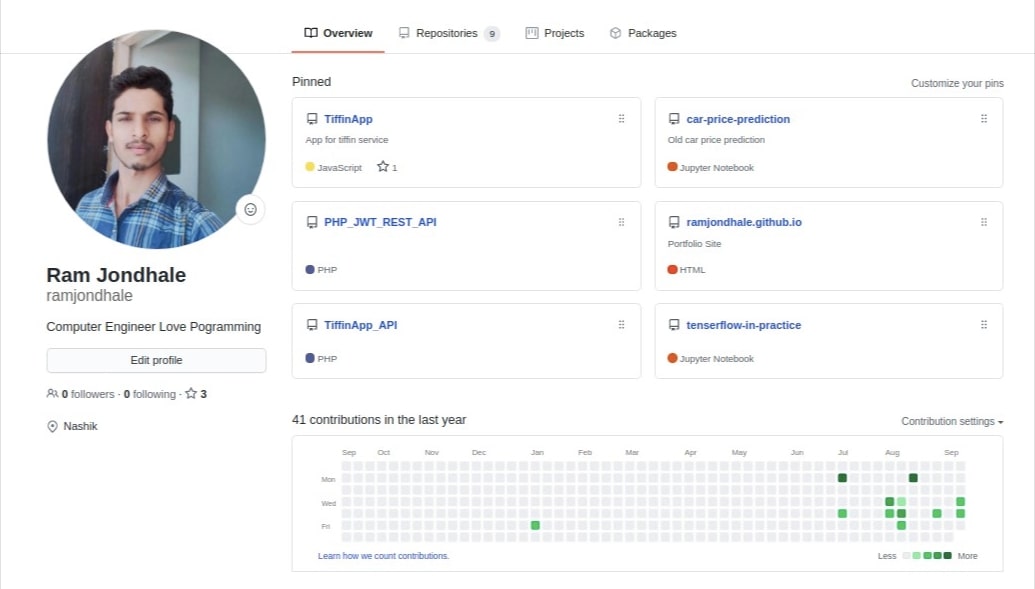 Overview Repositories 9 Projects Packages
Ram Jondhale
ramjondhale
Computer Engineer Love Pogramming
Edit profile
0 followers · 0 following · 3
Nashik
Pinned
Customize your pins
TiffinApp
App for tiffin service
JavaScript 1
car-price-prediction
Old car price prediction
Jupyter Notebook
PHP_JWT_REST_API
PHP
ramjondhale.github.io
Portfolio Site
HTML
TiffinApp_API
PHP
tenserflow-in-practice
Jupyter Notebook
41 contributions in the last year
Contribution settings
Sep Oct Nov Dec Jan Feb Mar Apr May Jun Jul Aug Sep
Mon
Wed
Fri
Learn how we count contributions.
Less More